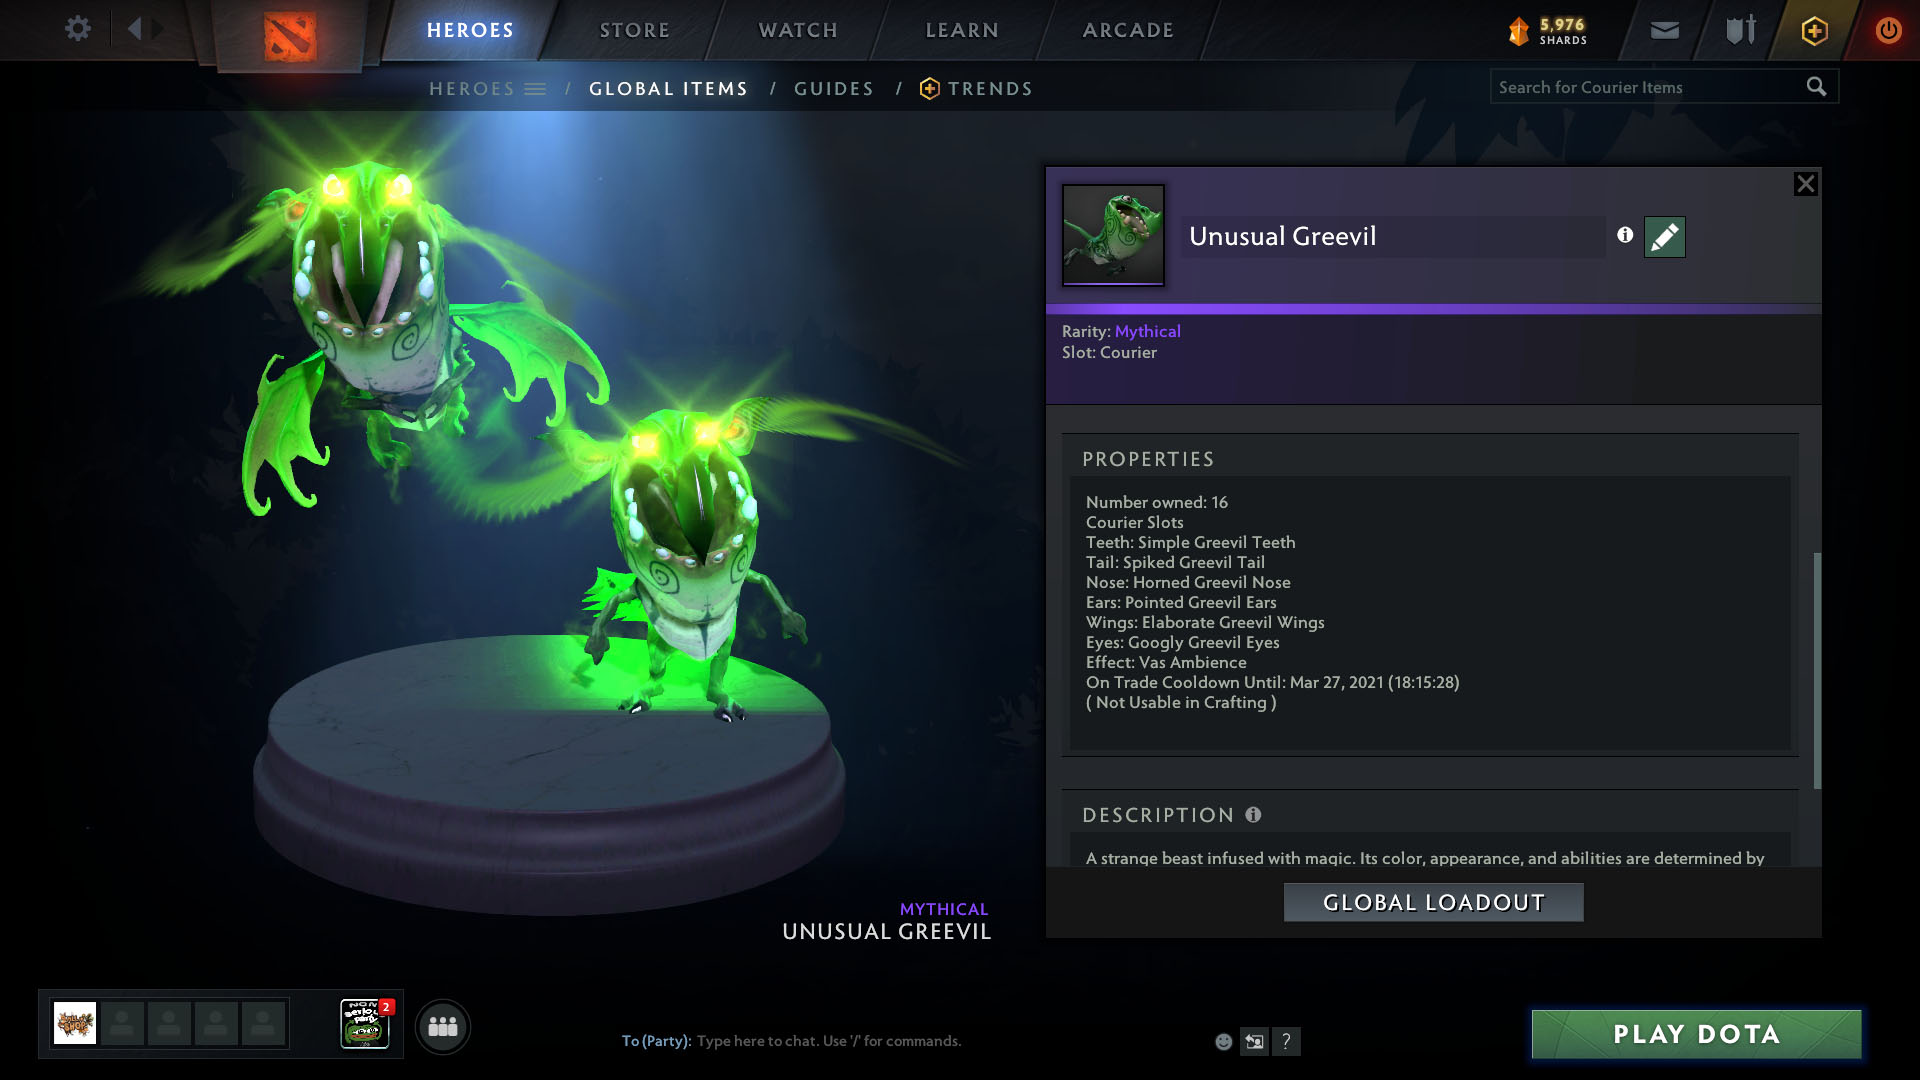 HEROES
STORE
WATCH
LEARN
ARCADE
5,976
SHARDS
HEROES / GLOBAL ITEMS / GUIDES / TRENDS
Search for Courier Items
Unusual Greevil
Rarity: Mythical
Slot: Courier
PROPERTIES
Number owned: 16
Courier Slots
Teeth: Simple Greevil Teeth
Tail: Spiked Greevil Tail
Nose: Horned Greevil Nose
Ears: Pointed Greevil Ears
Wings: Elaborate Greevil Wings
Eyes: Googly Greevil Eyes
Effect: Vas Ambience
On Trade Cooldown Until: Mar 27, 2021 (18:15:28)
( Not Usable in Crafting )
DESCRIPTION
A strange beast infused with magic. Its color, appearance, and abilities are determined by
GLOBAL LOADOUT
MYTHICAL
UNUSUAL GREEVIL
2
To (Party): Type here to chat. Use '/' for commands.
?
PLAY DOTA